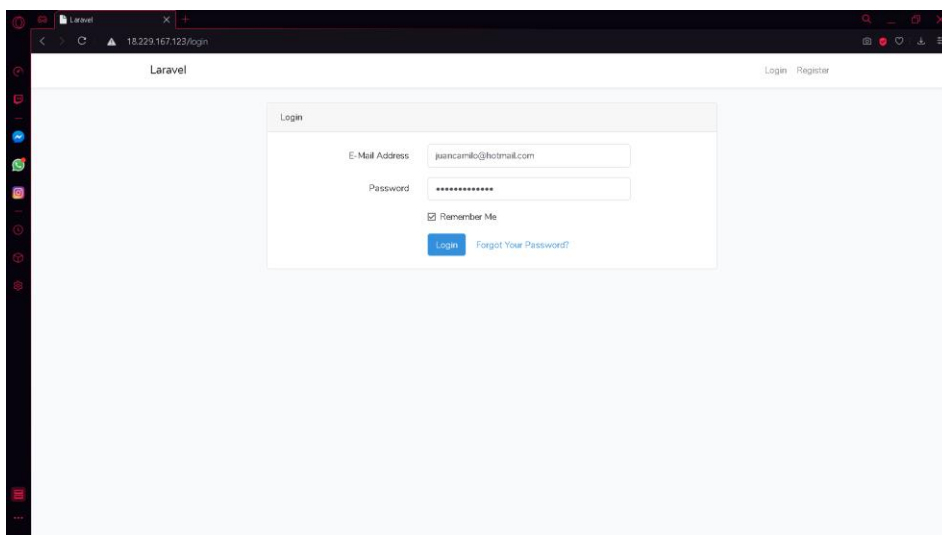 Laravel
18.229.167.123/login
Laravel
Login Register
Login
E-Mail Address juancamilo@hotmail.com
Password •••••••••••••
Remember Me
Login Forgot Your Password?